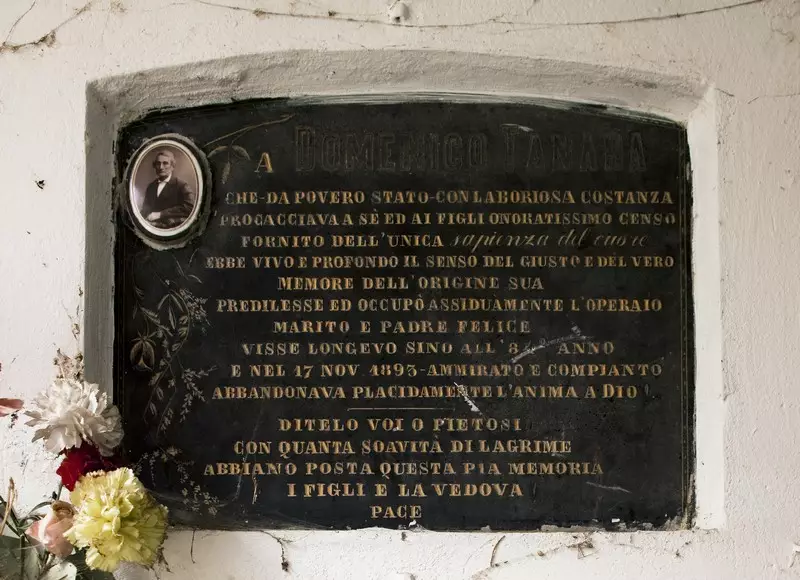 A DOMENICO TANARA
CHE-DA POVERO STATO-CON LABORIOSA COSTANZA
PROCACCIAVA A SÈ ED AI FIGLI ONORATISSIMO CENSO
FORNITO DELL'UNICA sapienza del cuore
EBBE VIVO E PROFONDO IL SENSO DEL GIUSTO E DEL VERO
MEMORE DELL'ORIGINE SUA
PREDILESSE ED OCCUPÒ ASSIDUAMENTE L'OPERAIO
MARITO E PADRE FELICE
VISSE LONGEVO SINO ALL' ANNO
E NEL 17 NOV. 1893-AMMIRATO E COMPIANTO
ABBANDONAVA PLACIDAMENTE L'ANIMA A DIO
DITELO VOI O PIETOSI
CON QUANTA SOAVITÀ DI LAGRIME
ABBIANO POSTA QUESTA PIA MEMORIA
I FIGLI E LA VEDOVA
PACE